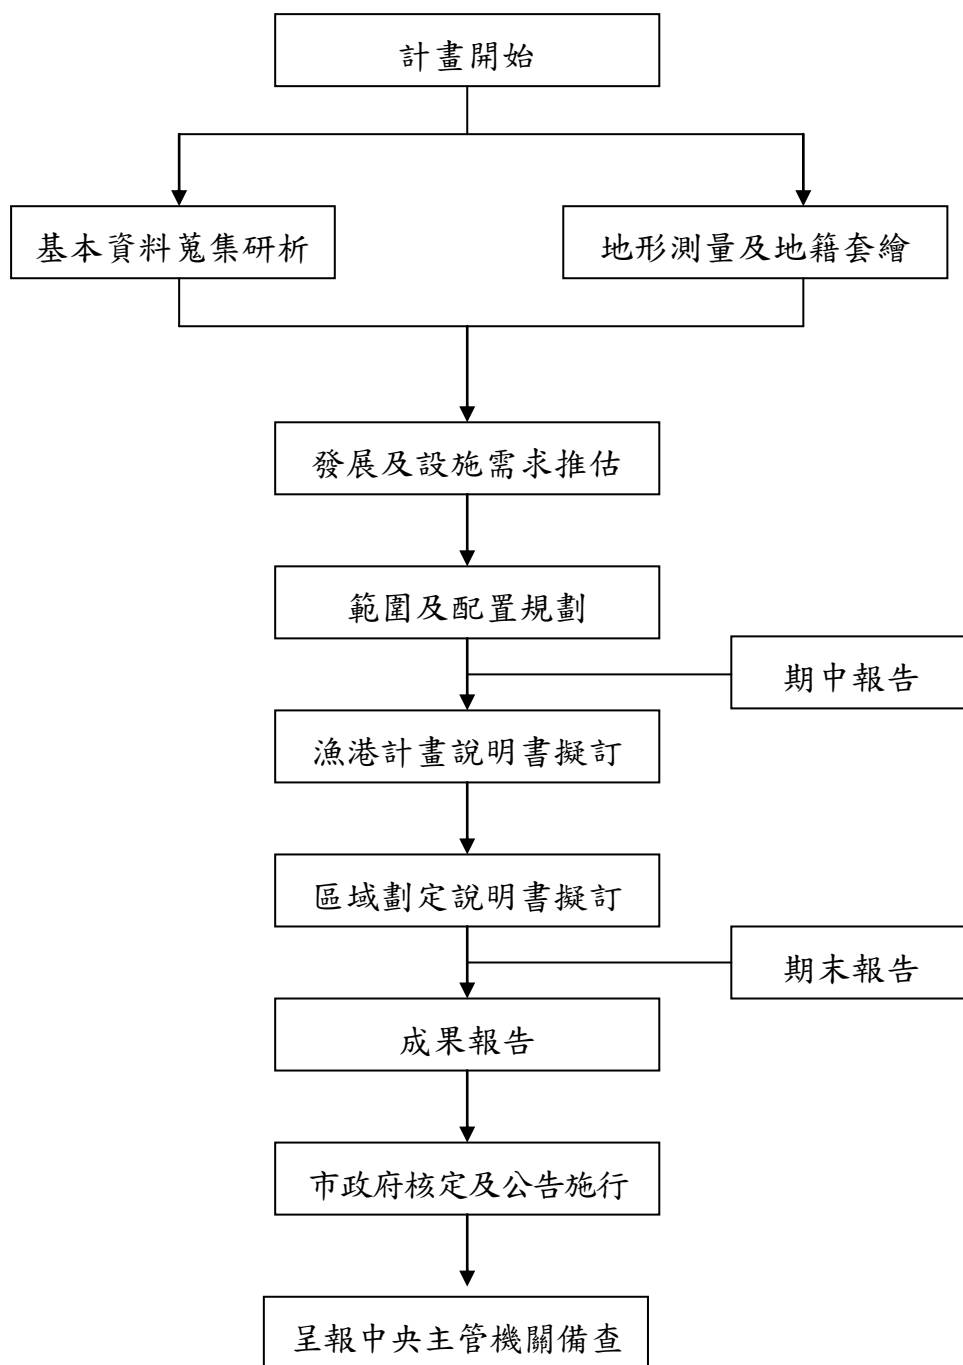 計畫開始
基本資料蒐集研析
地形測量及地籍套繪
發展及設施需求推估
範圍及配置規劃
期中報告
漁港計畫說明書擬訂
區域劃定說明書擬訂
期末報告
成果報告
市政府核定及公告施行
呈報中央主管機關備查